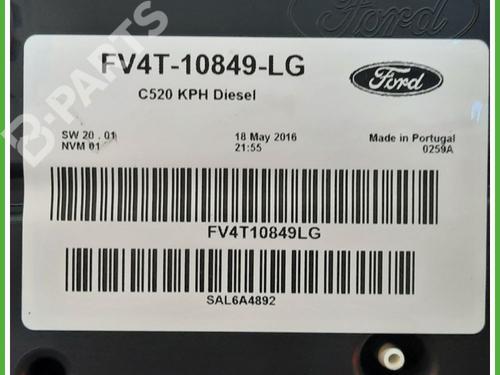 Ford
FV4T-10849-LG
Ford
C520 KPH Diesel
SW 20 . 01
NVM 01
18 May 2016
21:55
Made in Portugal
0259A
FV4T10849LG
SAL6A4892
B-PARTS